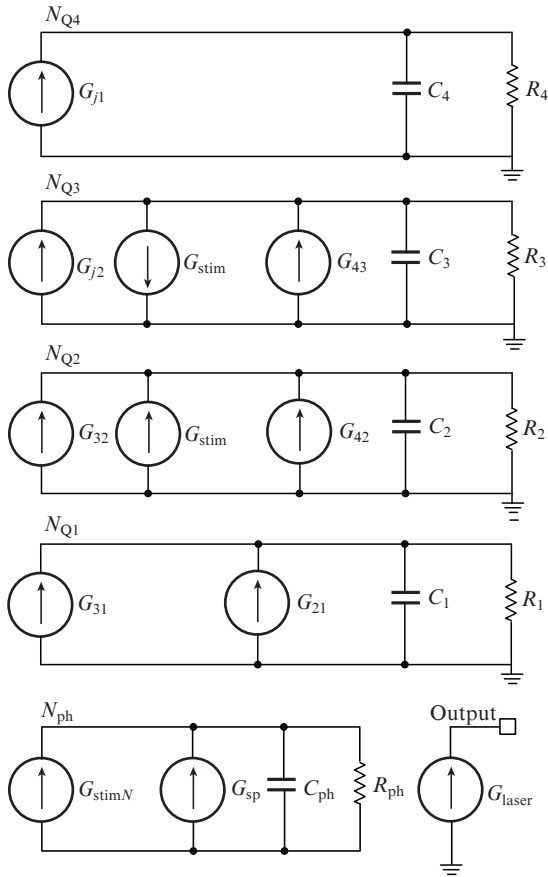 N_Q4
G_j1 C_4 R_4
N_Q3
G_j2 G_stim G_43 C_3 R_3
N_Q2
G_32 G_stim G_42 C_2 R_2
N_Q1
G_31 G_21 C_1 R_1
N_ph Output
G_stimN G_sp C_ph R_ph G_laser